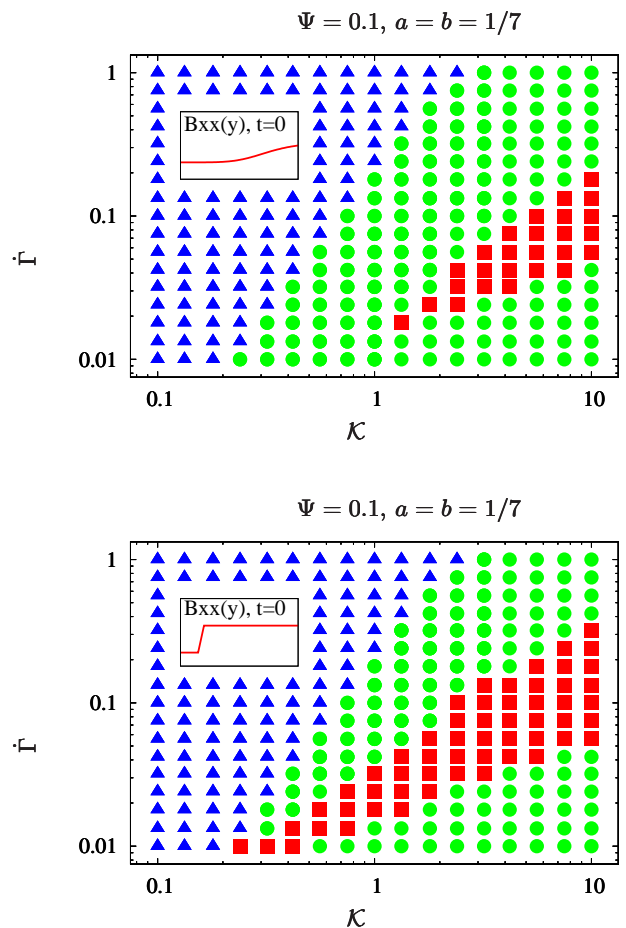 Ψ = 0.1, a = b = 1/7
1
Bxx(y), t=0
0.1
Γ̇
0.01
0.1 1 10
𝒦
Ψ = 0.1, a = b = 1/7
1
Bxx(y), t=0
0.1
Γ̇
0.01
0.1 1 10
𝒦